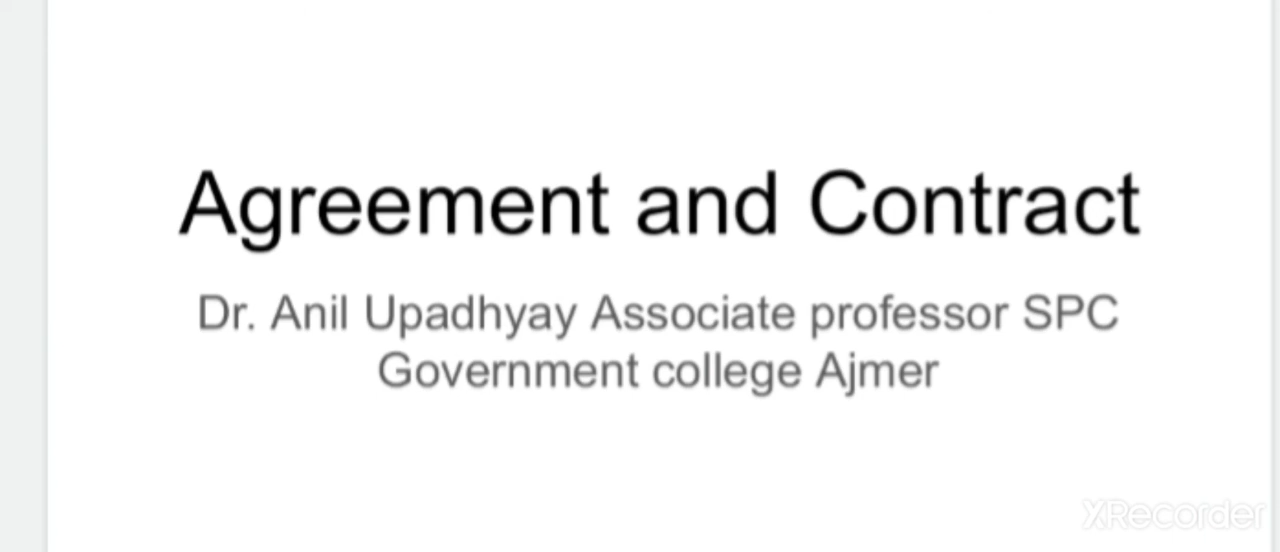 Agreement and Contract
Dr. Anil Upadhyay Associate professor SPC
Government college Ajmer
XRecorder